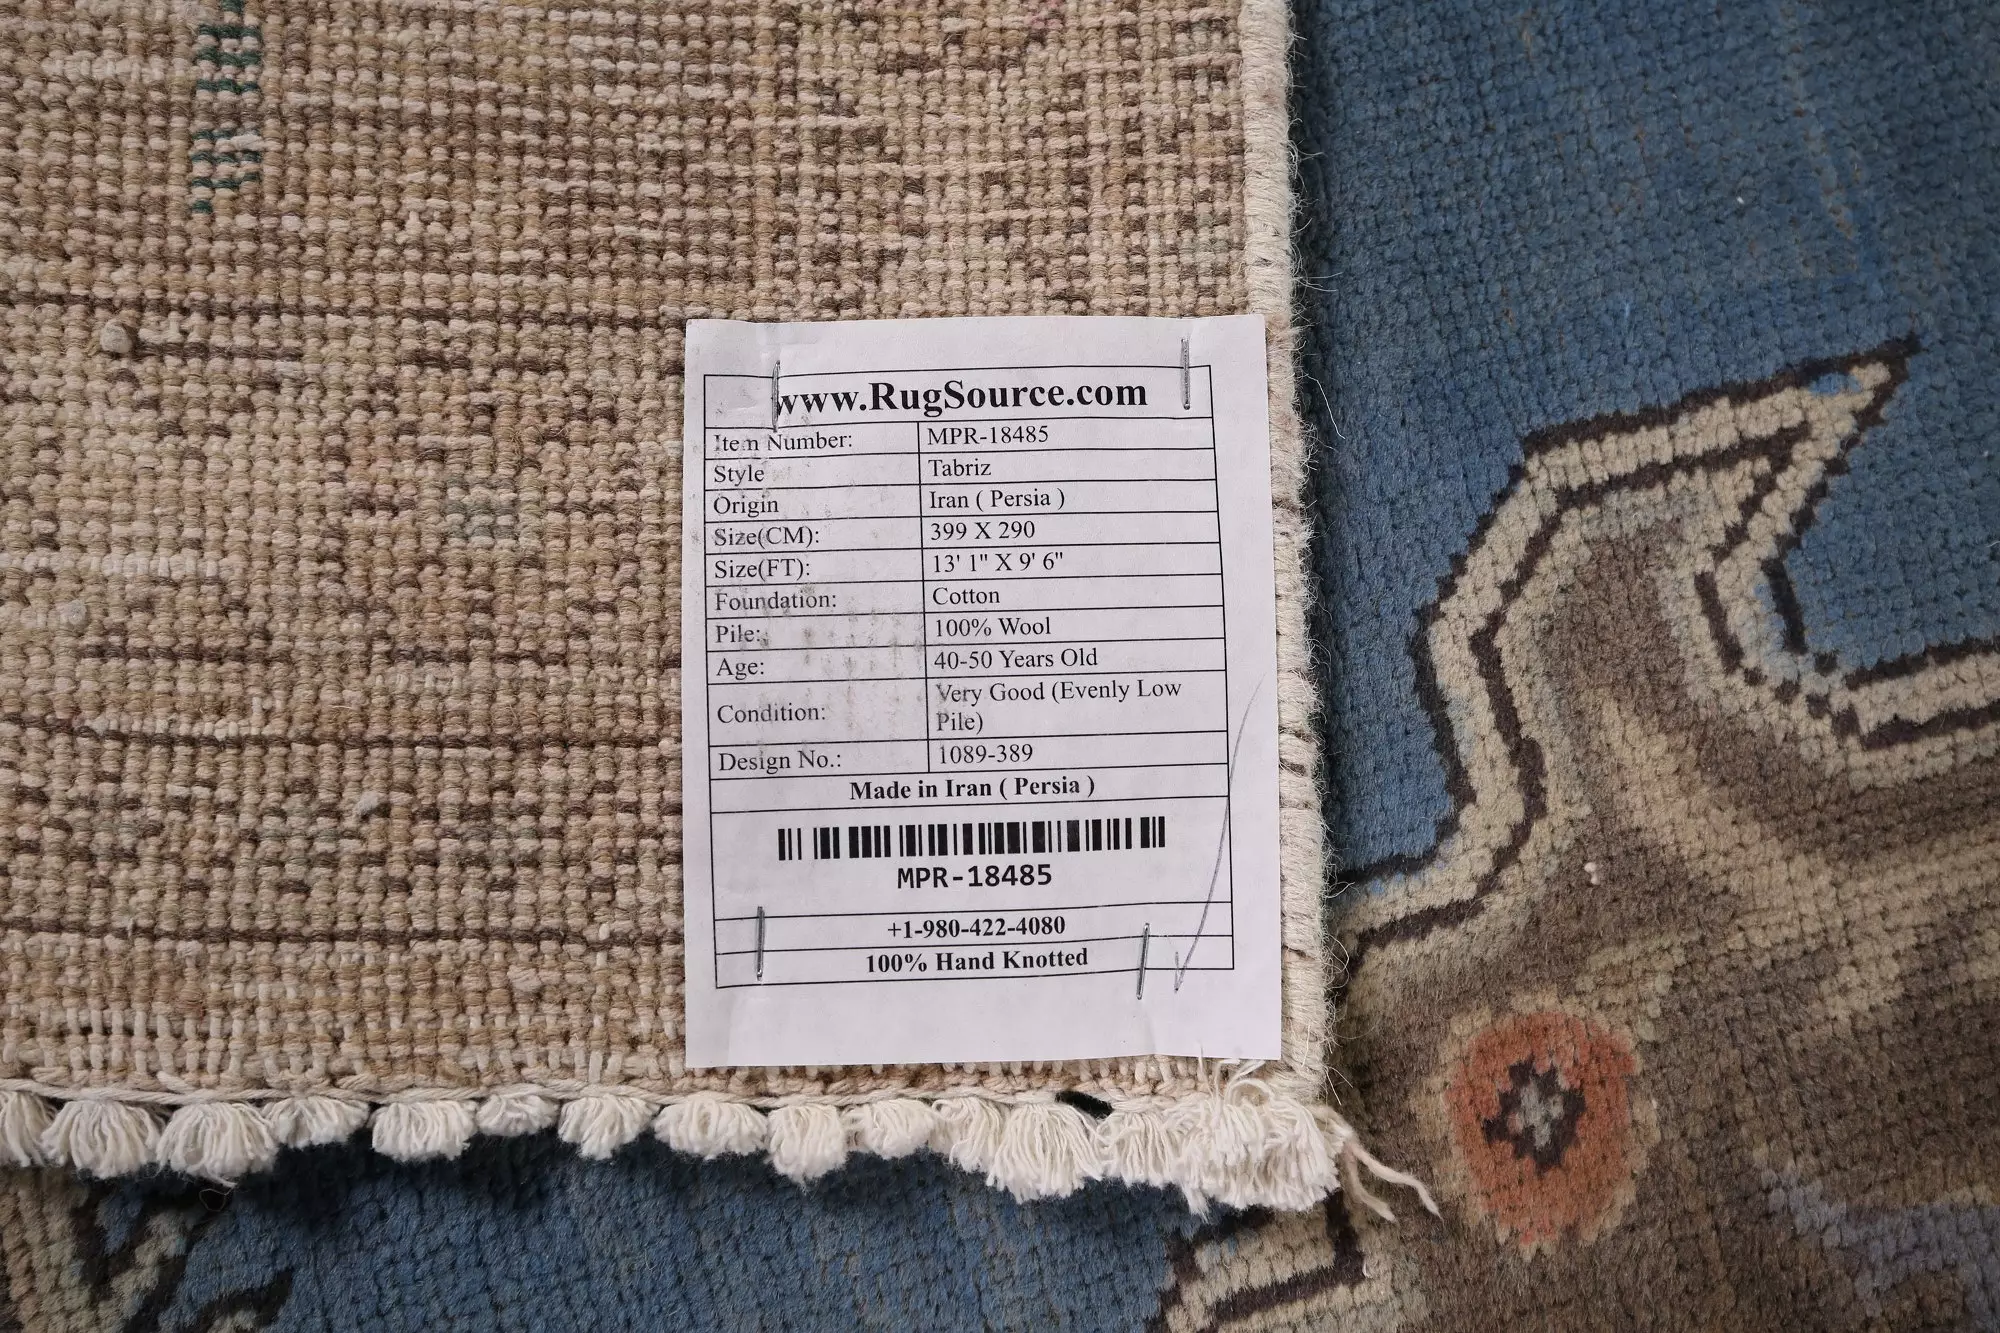 www.RugSource.com
Item Number: MPR-18485
Style Tabriz
Origin Iran ( Persia )
Size(CM): 399 X 290
Size(FT): 13' 1" X 9' 6"
Foundation: Cotton
Pile: 100% Wool
Age: 40-50 Years Old
Condition: Very Good (Evenly Low
Pile)
Design No.: 1089-389
Made in Iran ( Persia )
MPR-18485
+1-980-422-4080
100% Hand Knotted